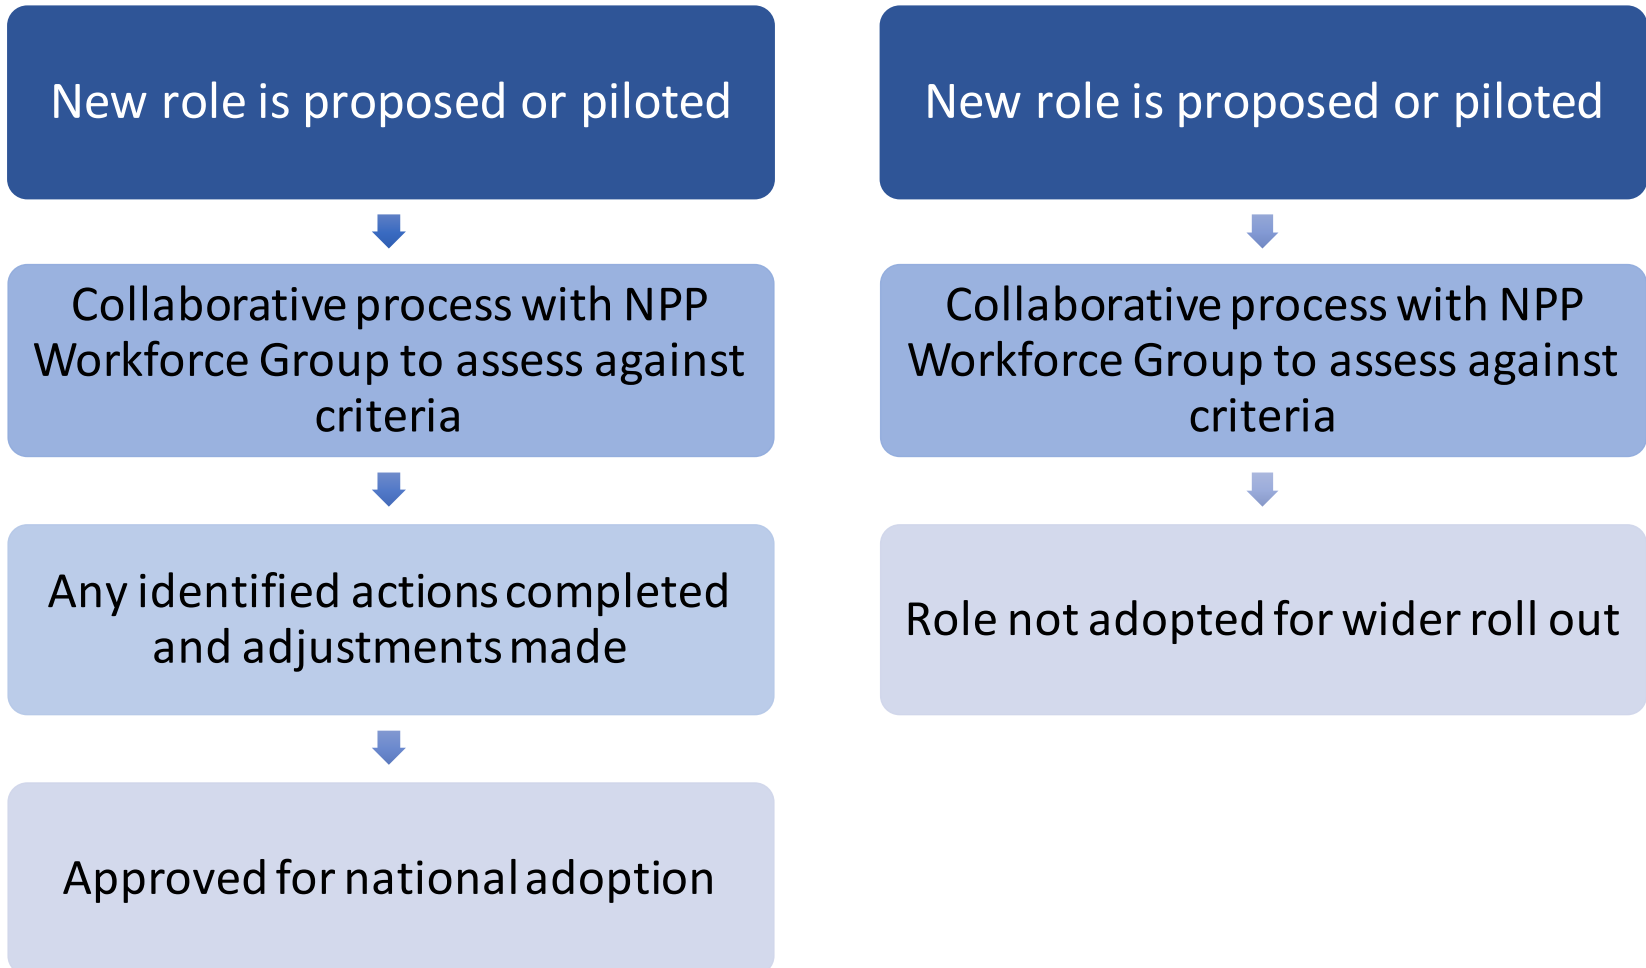 New role is proposed or piloted
Collaborative process with NPP
Workforce Group to assess against
criteria
Any identified actions completed
and adjustments made
Approved for national adoption
New role is proposed or piloted
Collaborative process with NPP
Workforce Group to assess against
criteria
Role not adopted for wider roll out